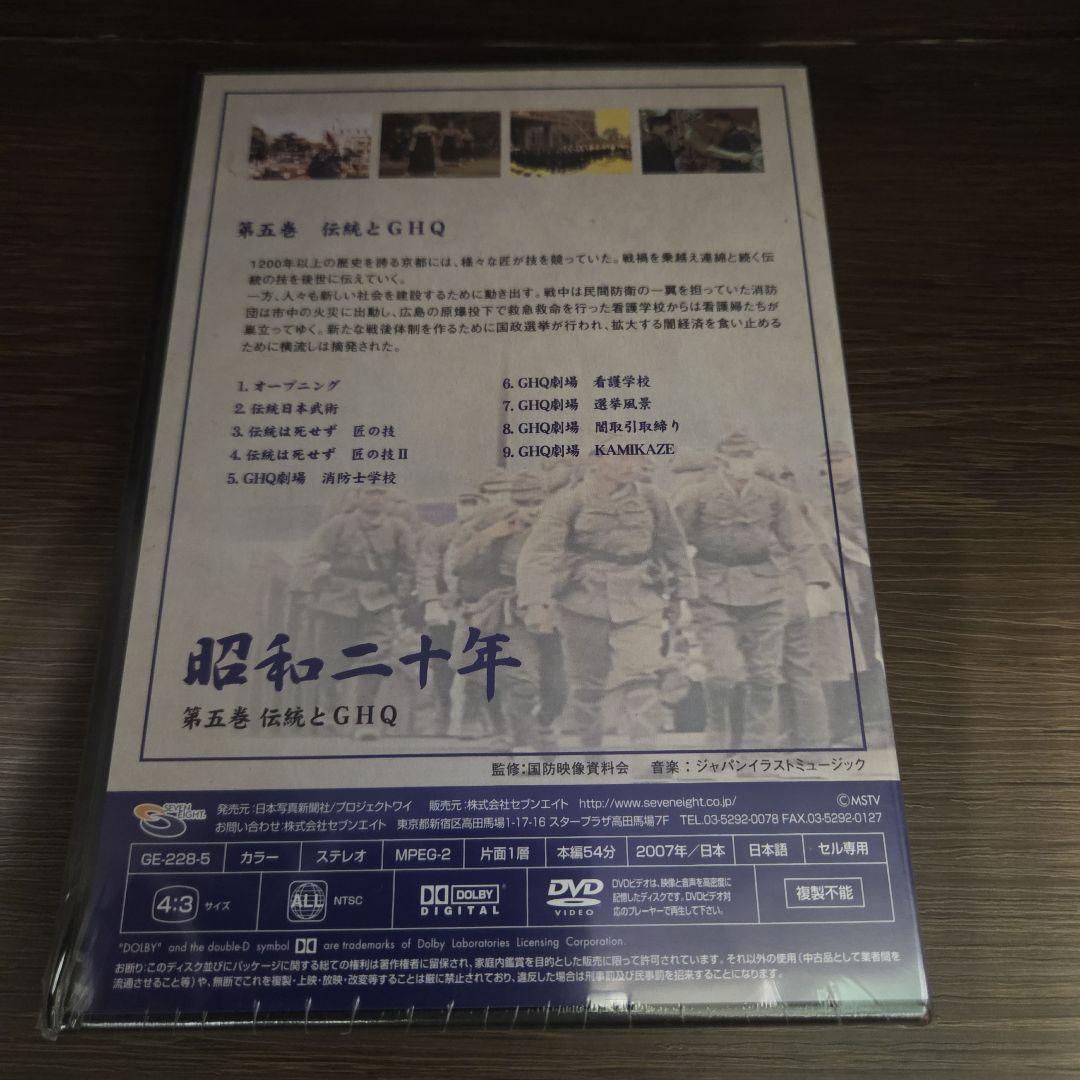 第五巻 伝統とGHQ
1200年以上の歴史を誇る京都には、様々な匠が技を競っていた。戦禍を乗越え連綿と続く伝
統の技を後世に伝えていく。
一方、人々も新しい社会を建設するために動き出す。戦中は民間防衛の一翼を担っていた消防
団は市中の火災に出動し、広島の原爆投下で救急救命を行った看護学校からは看護婦たちが
巣立ってゆく。新たな戦後体制を作るために国政選挙が行われ、拡大する闇経済を食い止める
ために横流しは摘発された。
1. オープニング
2. 伝統日本武術
3. 伝統は死せず 匠の技
4. 伝統は死せず 匠の技Ⅱ
5. GHQ劇場 消防士学校
6. GHQ劇場 看護学校
7. GHQ劇場 選挙風景
8. GHQ劇場 闇取引取締り
9. GHQ劇場 KAMIKAZE
昭和二十年
第五巻 伝統とGHQ
監修:国防映像資料会 音楽:ジャパンイラストミュージック
SEVEN EIGHT
発売元:日本写真新聞社/プロジェクトワイ 販売元:株式会社セブンエイト http://www.seveneight.co.jp/ ©MSTV
お問い合わせ:株式会社セブンエイト 東京都新宿区高田馬場1-17-16 スタープラザ高田馬場7F TEL.03-5292-0078 FAX.03-5292-0127
GE-228-5 カラー ステレオ MPEG-2 片面1層 本編54分 2007年/日本 日本語 セル専用
4:3 サイズ ALL NTSC DOLBY DIGITAL DVD VIDEO
DVDビデオは、映像と音声を高密度に
記憶したディスクです。DVDビデオ対
応のプレーヤーで再生して下さい。
複製不能
"DOLBY" and the double-D symbol are trademarks of Dolby Laboratories Licensing Corporation.
お断り:このディスク並びにパッケージに関する総ての権利は著作権者に留保され、家庭内鑑賞を目的とした販売に限って許可されています。それ以外の使用(中古品として業者間を
流通させること等)や、無断でこれを複製・上映・放映・改変等することは厳に禁止されており、違反した場合は刑事罰及び民事罰を招来することになります。